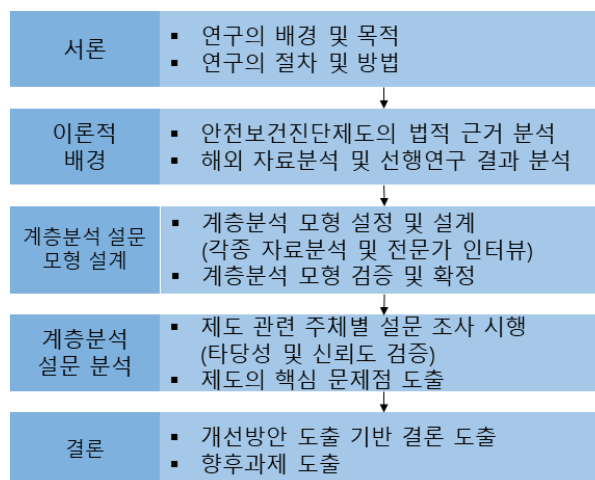 서론
▪ 연구의 배경 및 목적
▪ 연구의 절차 및 방법
이론적
배경
▪ 안전보건진단제도의 법적 근거 분석
▪ 해외 자료분석 및 선행연구 결과 분석
계층분석 설문
모형 설계
▪ 계층분석 모형 설정 및 설계
(각종 자료분석 및 전문가 인터뷰)
▪ 계층분석 모형 검증 및 확정
계층분석
설문 분석
▪ 제도 관련 주체별 설문 조사 시행
(타당성 및 신뢰도 검증)
▪ 제도의 핵심 문제점 도출
결론
▪ 개선방안 도출 기반 결론 도출
▪ 향후과제 도출